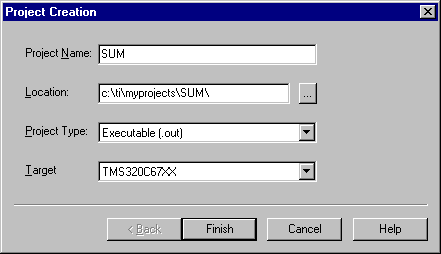 Project Creation
Project Name: SUM
Location: c:\ti\myprojects\SUM\ ...
Project Type: Executable (.out)
Target TMS320C67XX
< Back Finish Cancel Help